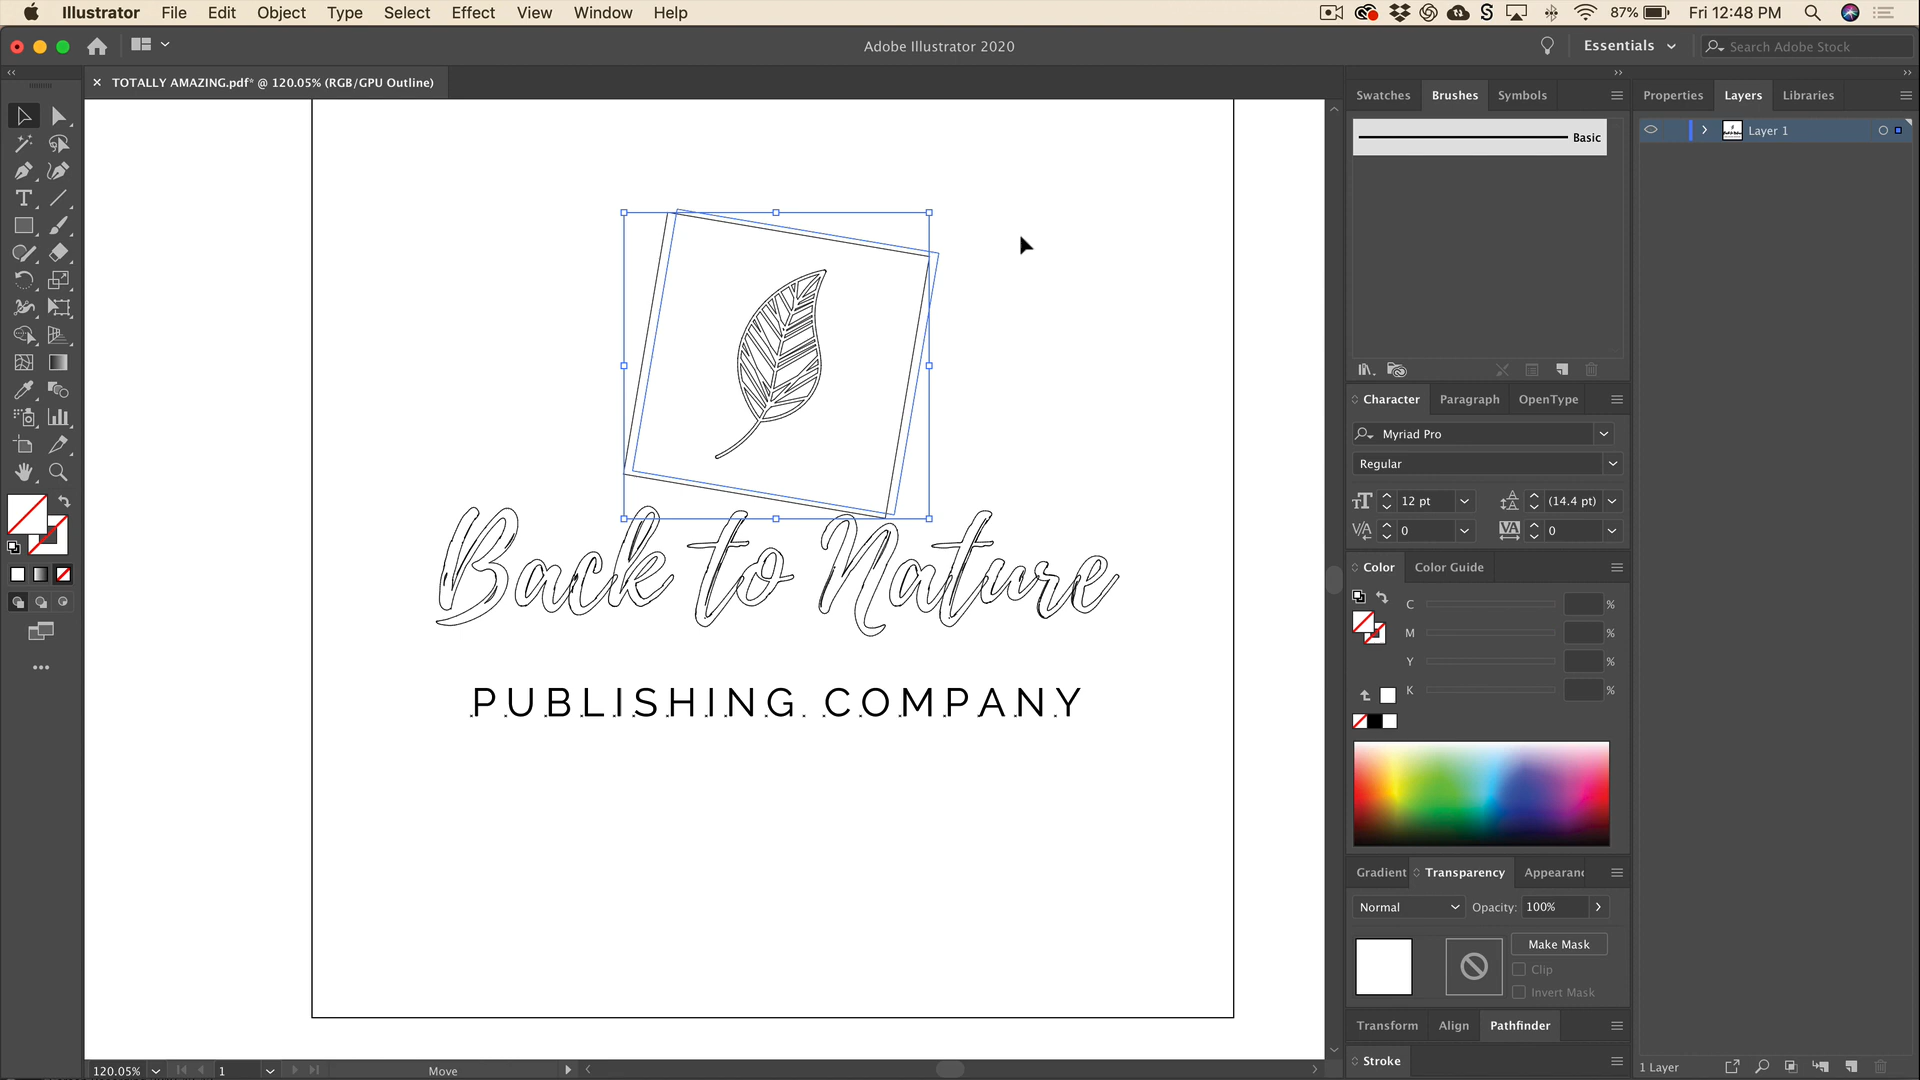 Illustrator File Edit Object Type Select Effect View Window Help
87% Fri 12:48 PM
Adobe Illustrator 2020
Essentials
Search Adobe Stock
× TOTALLY AMAZING.pdf* @ 120.05% (RGB/GPU Outline)
Swatches Brushes Symbols
Properties Layers Libraries
Basic
Layer 1
Back to Nature
PUBLISHING COMPANY
Character Paragraph OpenType
Myriad Pro
Regular
12 pt
(14.4 pt)
0
0
Color Color Guide
C %
M %
Y %
K %
Gradient Transparency Appearanc
Normal Opacity: 100%
Make Mask
Clip
Invert Mask
Transform Align Pathfinder
Stroke
120.05% 1 Move
1 Layer